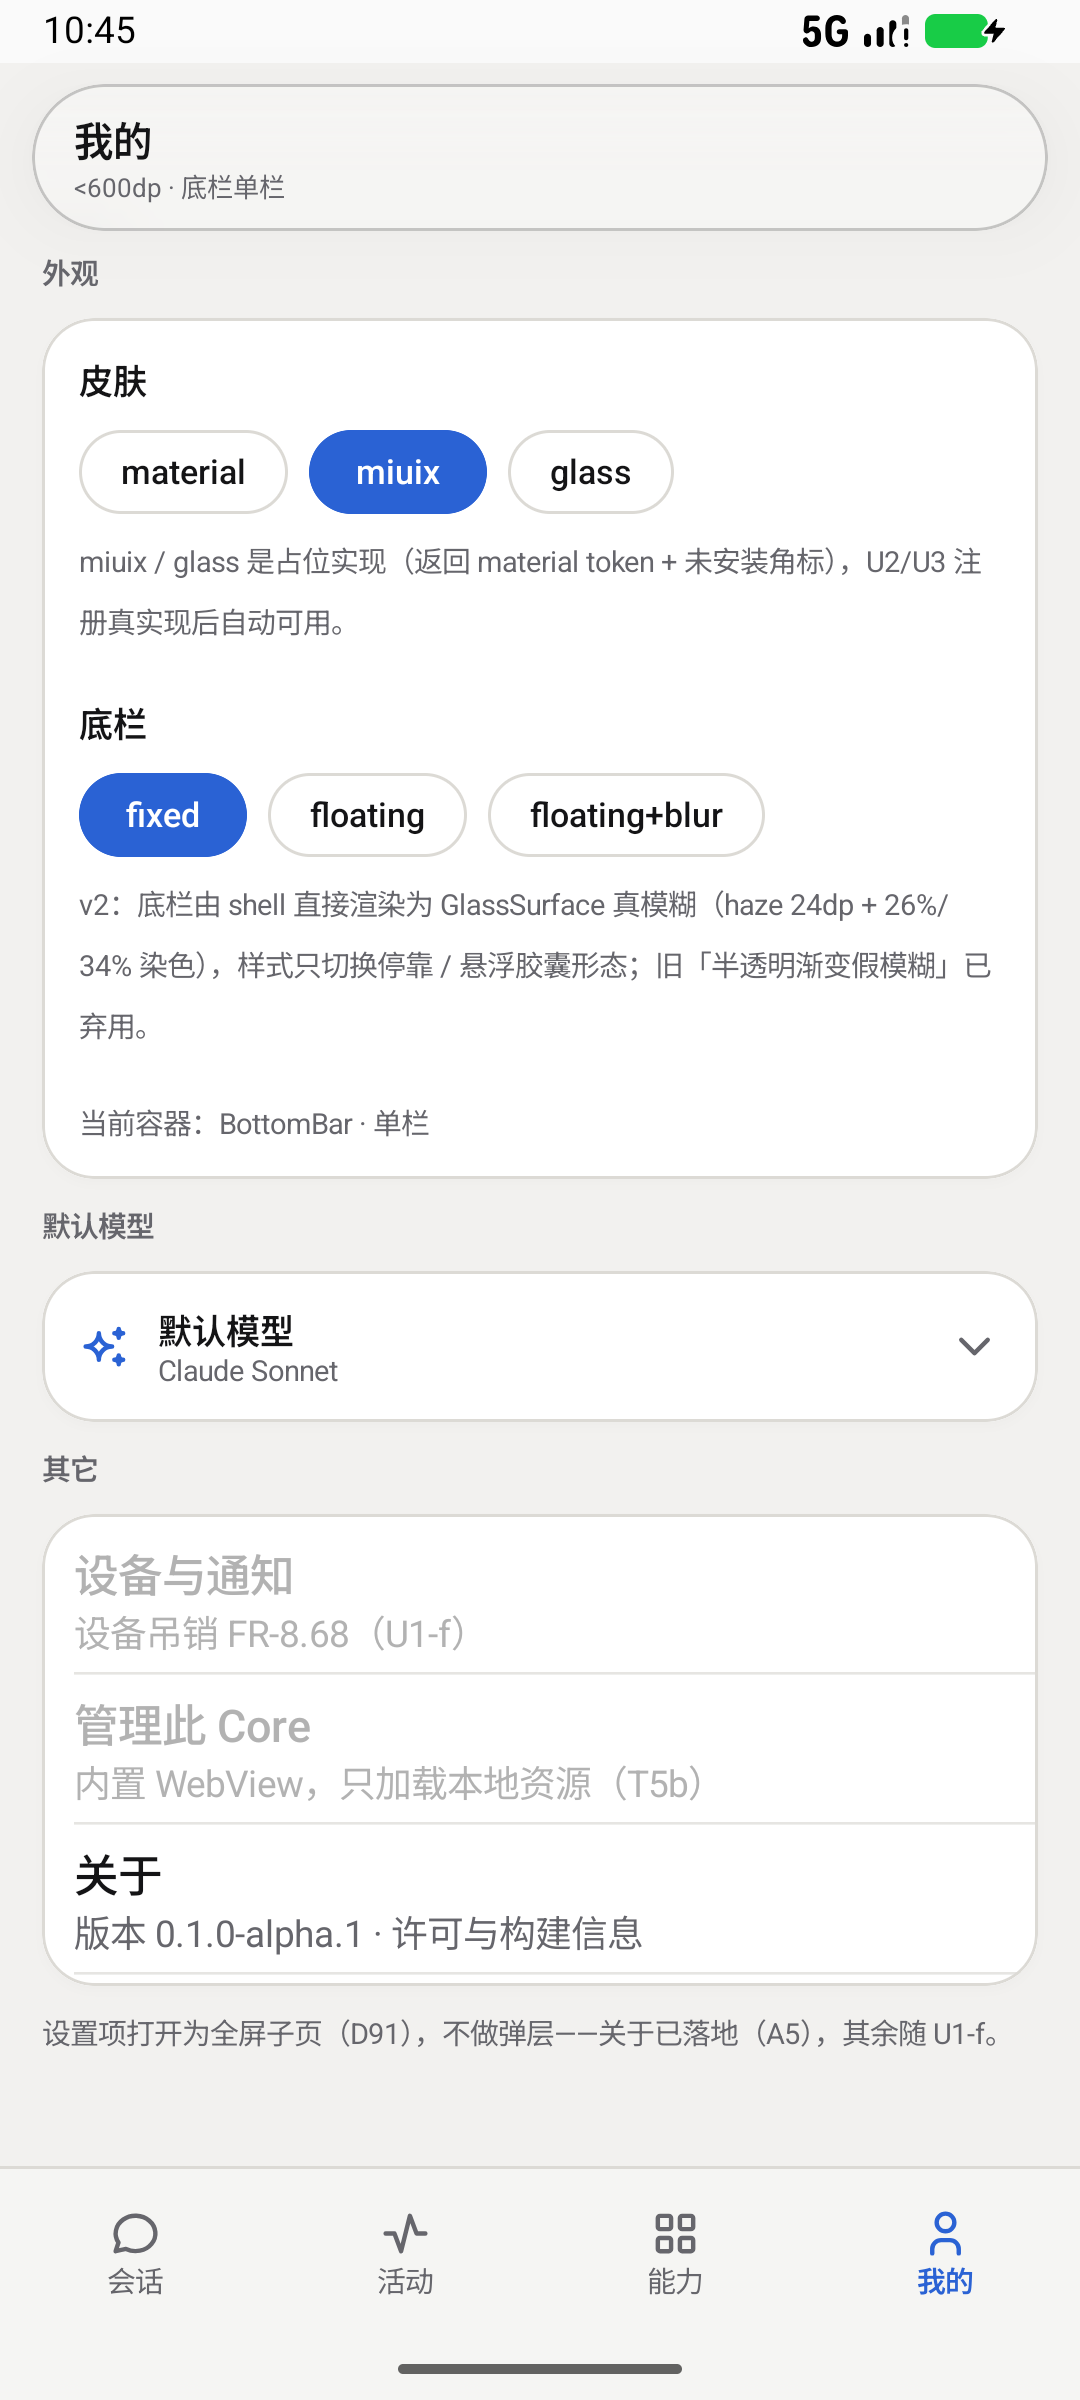 10:45
5G
我的
<600dp · 底栏单栏
外观
皮肤
material
miuix
glass
miuix / glass 是占位实现（返回 material token + 未安装角标），U2/U3 注
册真实现后自动可用。
底栏
fixed
floating
floating+blur
v2：底栏由 shell 直接渲染为 GlassSurface 真模糊（haze 24dp + 26%/
34% 染色），样式只切换停靠 / 悬浮胶囊形态；旧「半透明渐变假模糊」已
弃用。
当前容器：BottomBar · 单栏
默认模型
默认模型
Claude Sonnet
其它
设备与通知
设备吊销 FR-8.68（U1-f）
管理此 Core
内置 WebView，只加载本地资源（T5b）
关于
版本 0.1.0-alpha.1 · 许可与构建信息
设置项打开为全屏子页（D91），不做弹层——关于已落地（A5），其余随 U1-f。
会话
活动
能力
我的